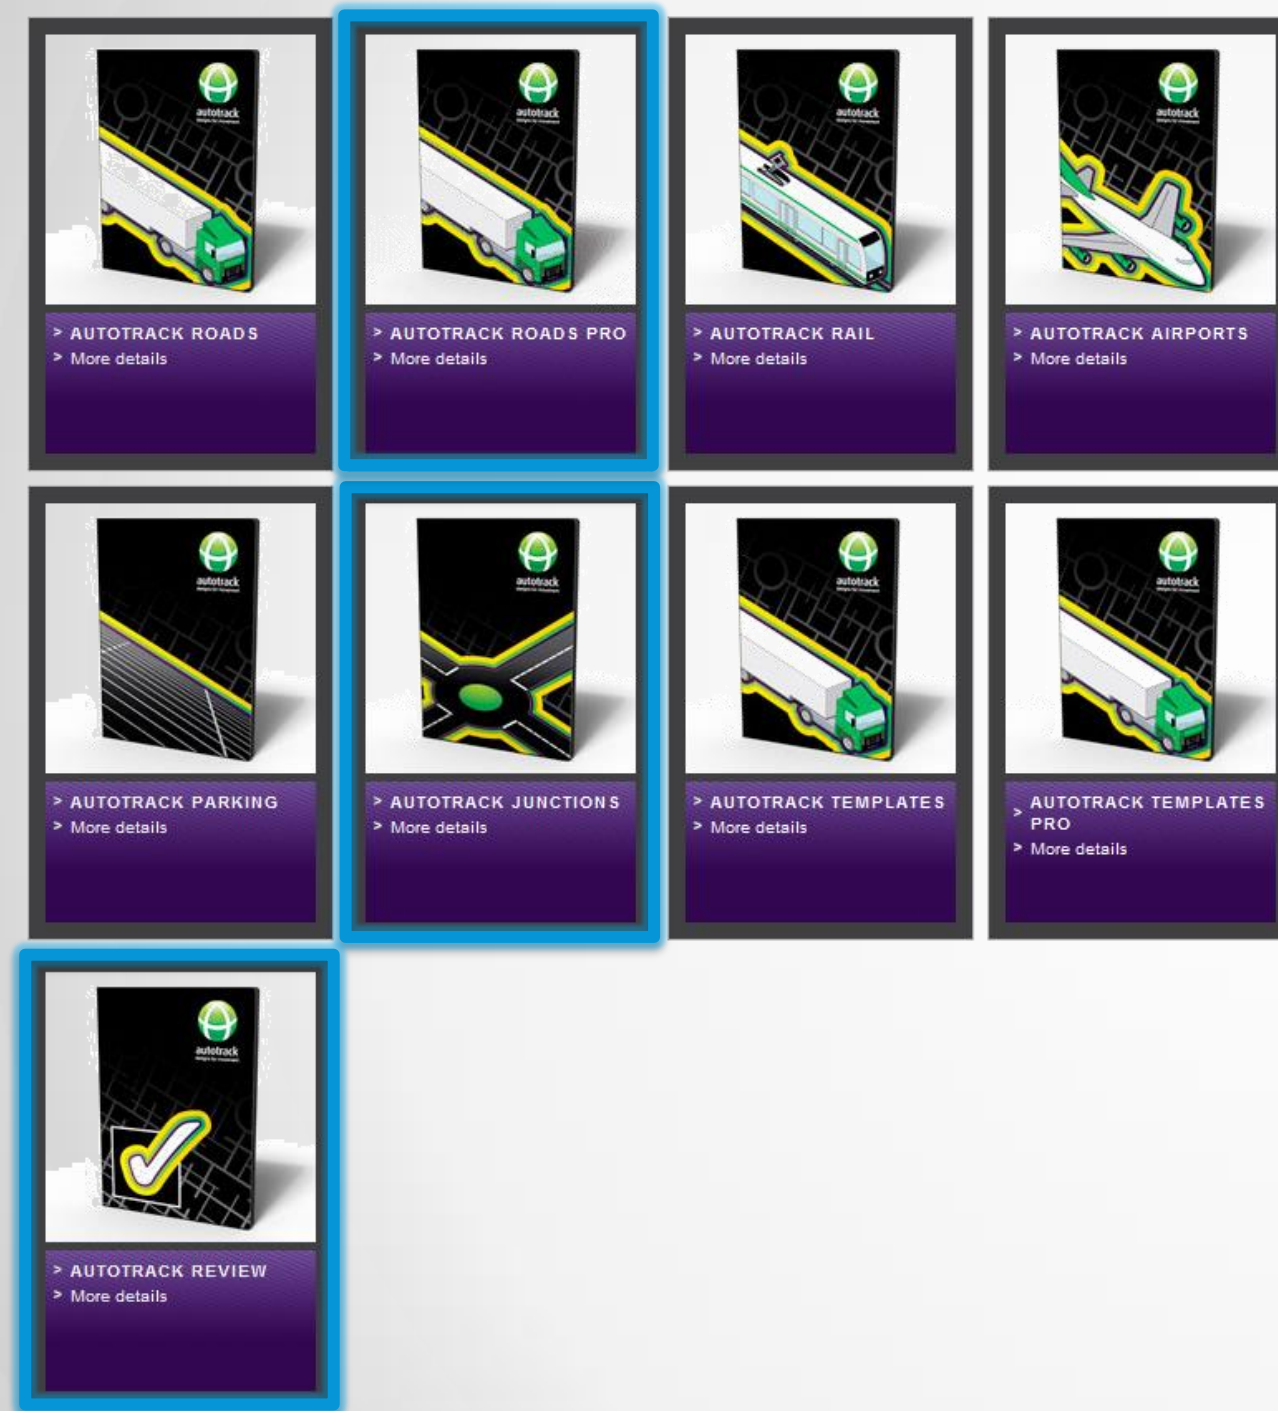 autotrack
autotrack
autotrack
autotrack
> AUTOTRACK ROADS
> More details
> AUTOTRACK ROADS PRO
> More details
> AUTOTRACK RAIL
> More details
> AUTOTRACK AIRPORTS
> More details
autotrack
autotrack
autotrack
autotrack
> AUTOTRACK PARKING
> More details
> AUTOTRACK JUNCTIONS
> More details
> AUTOTRACK TEMPLATES
> More details
> AUTOTRACK TEMPLATES
PRO
> More details
autotrack
> AUTOTRACK REVIEW
> More details